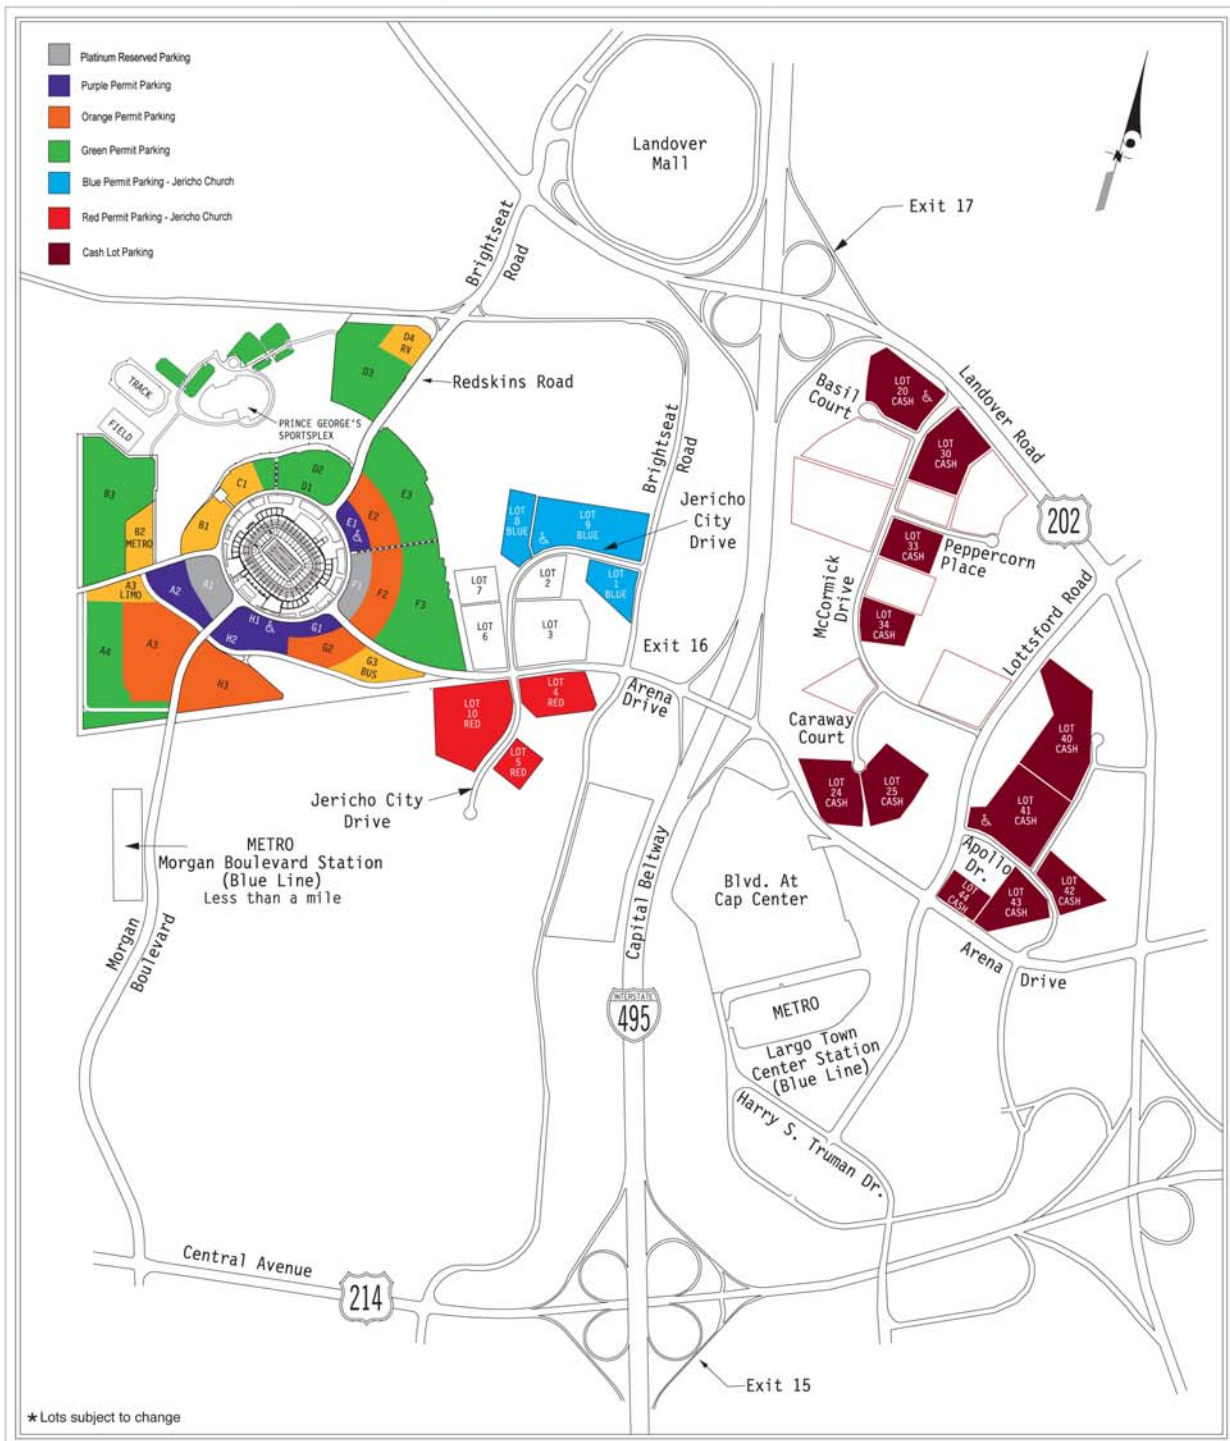 Platinum Reserved Parking
Purple Permit Parking
Orange Permit Parking
Green Permit Parking
Blue Permit Parking - Jericho Church
Red Permit Parking - Jericho Church
Cash Lot Parking
Landover
Mall
N
Exit 17
Brightseat
Road
D4
RV
D3
Redskins Road
TRACK
FIELD
PRINCE GEORGE'S
SPORTSPLEX
Basil
Court
LOT
20
CASH
Landover Road
LOT
30
CASH
202
Brightseat
Road
Jericho
City
Drive
B3
B2
METRO
B1
C1
D2
D1
E1
E2
E3
LOT
8
BLUE
LOT
9
BLUE
LOT
1
BLUE
LOT
33
CASH
Peppercorn
Place
McCormick
Drive
LOT
34
CASH
Lottsford Road
A3
LIMO
A2
A1
F1
F2
F3
LOT
7
LOT
2
LOT
6
LOT
3
A4
A3
H3
H1
H2
G1
G2
G3
BUS
Exit 16
Arena
Drive
LOT
10
RED
LOT
4
RED
LOT
5
RED
Caraway
Court
LOT
24
CASH
LOT
25
CASH
LOT
40
CASH
LOT
41
CASH
Apollo
Dr.
LOT
42
CASH
LOT
43
CASH
LOT
44
CASH
Jericho City
Drive
METRO
Morgan Boulevard Station
(Blue Line)
Less than a mile
Morgan
Boulevard
Capital Beltway
Blvd. At
Cap Center
Arena
Drive
INTERSTATE
495
METRO
Largo Town
Center Station
(Blue Line)
Harry S. Truman Dr.
Central Avenue
214
Exit 15
* Lots subject to change